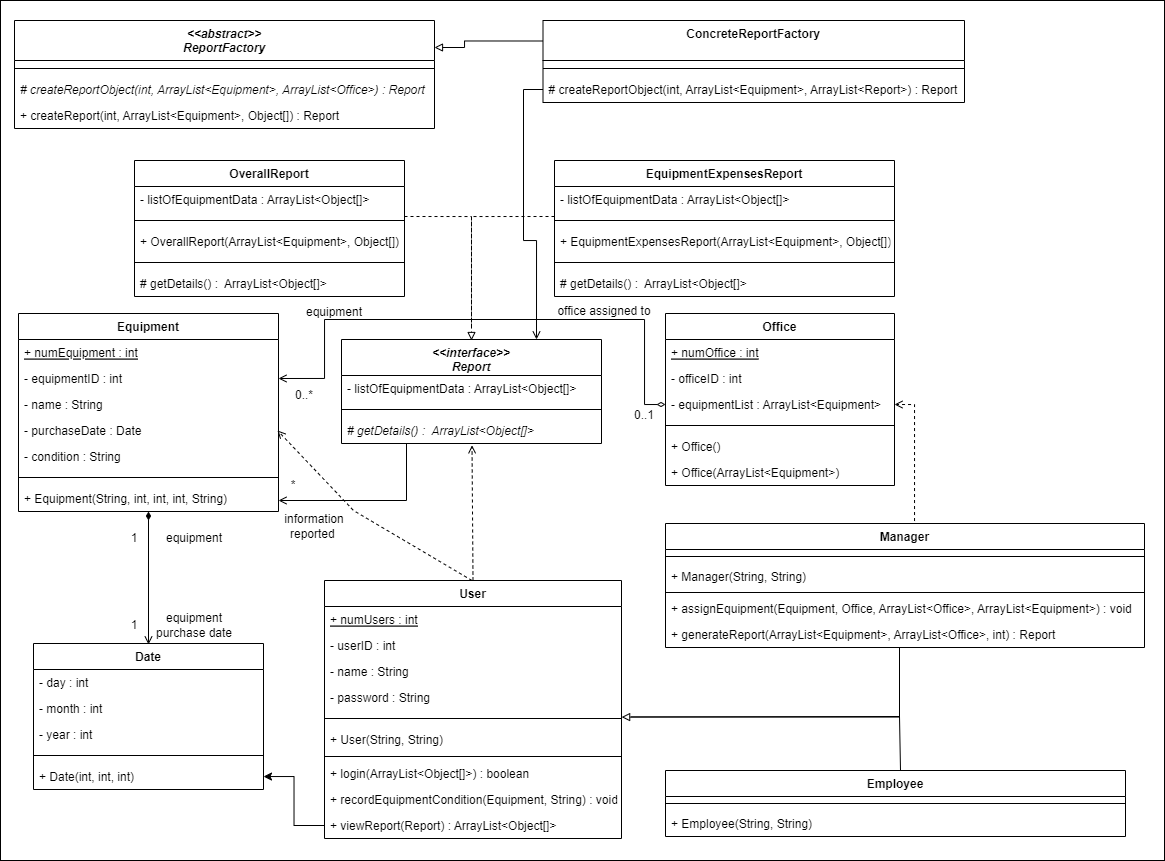 <<abstract>>
ReportFactory
# createReportObject(int, ArrayList<Equipment>, ArrayList<Office>) : Report
+ createReport(int, ArrayList<Equipment>, Object[]) : Report
ConcreteReportFactory
# createReportObject(int, ArrayList<Equipment>, ArrayList<Report>) : Report
OverallReport
- listOfEquipmentData : ArrayList<Object[]>
+ OverallReport(ArrayList<Equipment>, Object[])
# getDetails() : ArrayList<Object[]>
EquipmentExpensesReport
- listOfEquipmentData : ArrayList<Object[]>
+ EquipmentExpensesReport(ArrayList<Equipment>, Object[])
# getDetails() : ArrayList<Object[]>
equipment
office assigned to
Equipment
+ numEquipment : int
- equipmentID : int
- name : String
- purchaseDate : Date
- condition : String
+ Equipment(String, int, int, int, String)
0..*
<<interface>>
Report
- listOfEquipmentData : ArrayList<Object[]>
# getDetails() : ArrayList<Object[]>
0..1
Office
+ numOffice : int
- officeID : int
- equipmentList : ArrayList<Equipment>
+ Office()
+ Office(ArrayList<Equipment>)
*
information
reported
1
equipment
1
equipment
purchase date
Date
- day : int
- month : int
- year : int
+ Date(int, int, int)
User
+ numUsers : int
- userID : int
- name : String
- password : String
+ User(String, String)
+ login(ArrayList<Object[]>) : boolean
+ recordEquipmentCondition(Equipment, String) : void
+ viewReport(Report) : ArrayList<Object[]>
Manager
+ Manager(String, String)
+ assignEquipment(Equipment, Office, ArrayList<Office>, ArrayList<Equipment>) : void
+ generateReport(ArrayList<Equipment>, ArrayList<Office>, int) : Report
Employee
+ Employee(String, String)